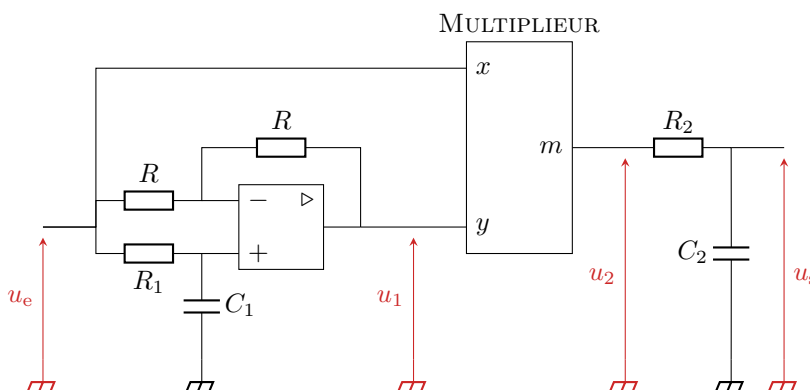 MULTIPLIEUR
x
R
m
R₂
R
−
+
y
R₁
C₁
C₂
uₑ
u₁
u₂